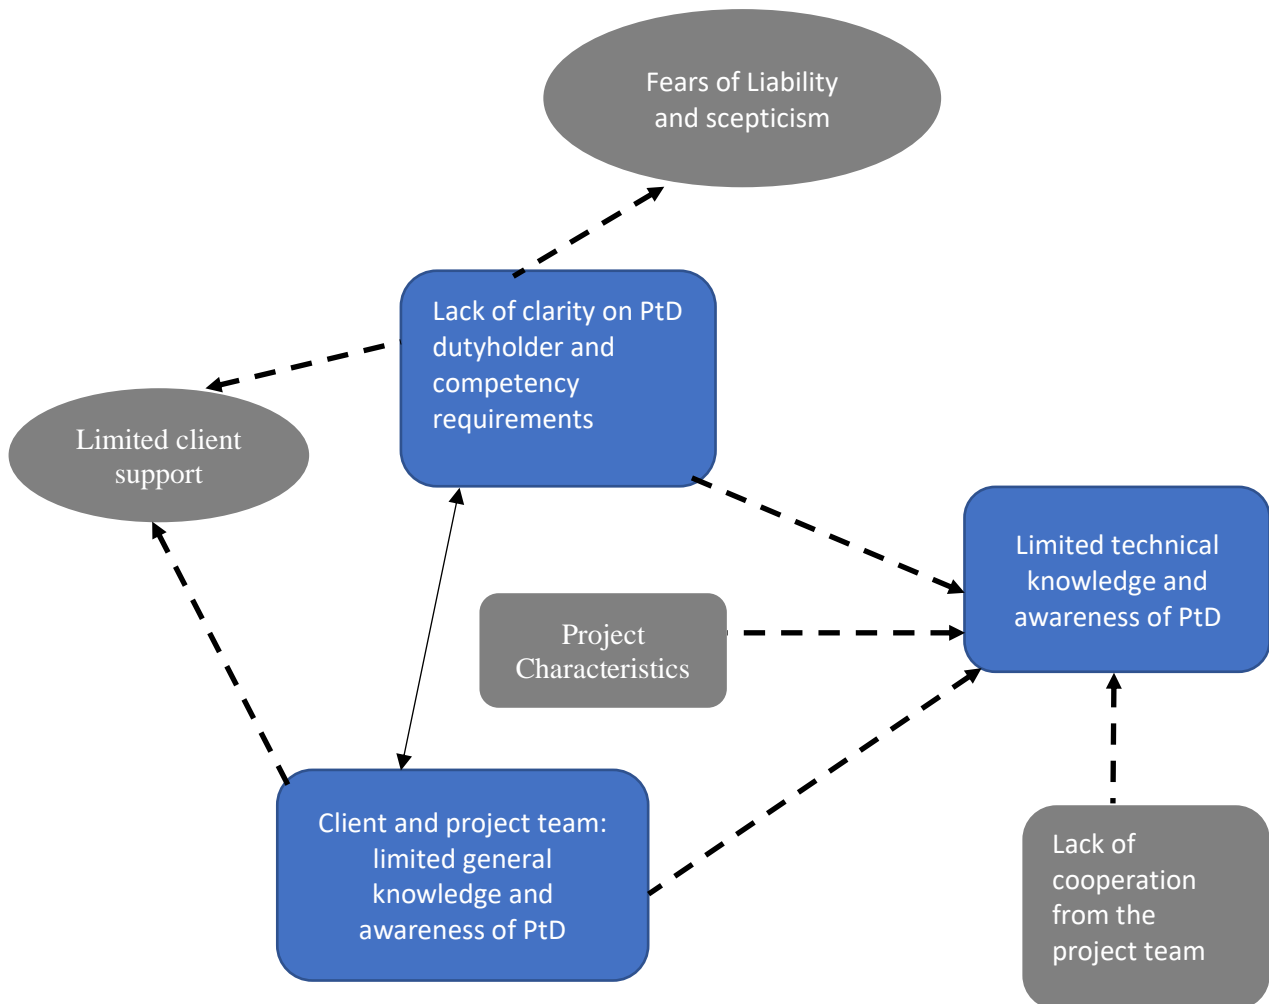 Fears of Liability
and scepticism
Lack of clarity on PtD
dutyholder and
competency
requirements
Limited client
support
Limited technical
knowledge and
awareness of PtD
Project
Characteristics
Client and project team:
limited general
knowledge and
awareness of PtD
Lack of
cooperation
from the
project team